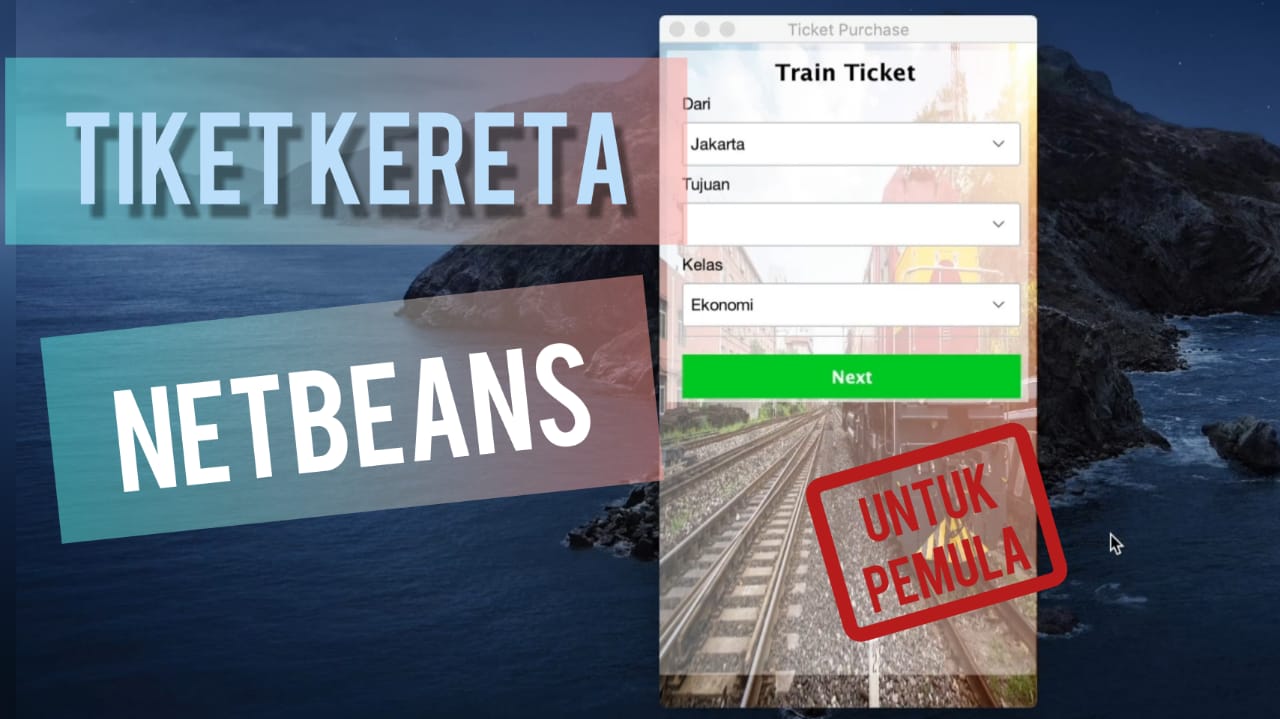 TIKET KERETA
NETBEANS
Ticket Purchase
Train Ticket
Dari
Jakarta
Tujuan
Kelas
Ekonomi
Next
UNTUK
PEMULA